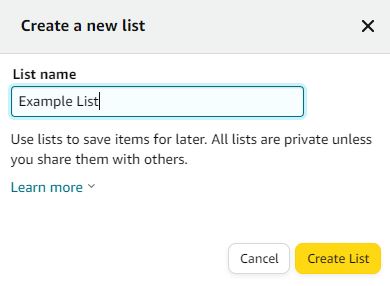 Create a new list
List name
Example List
Use lists to save items for later. All lists are private unless
you share them with others.
Learn more
Cancel
Create List